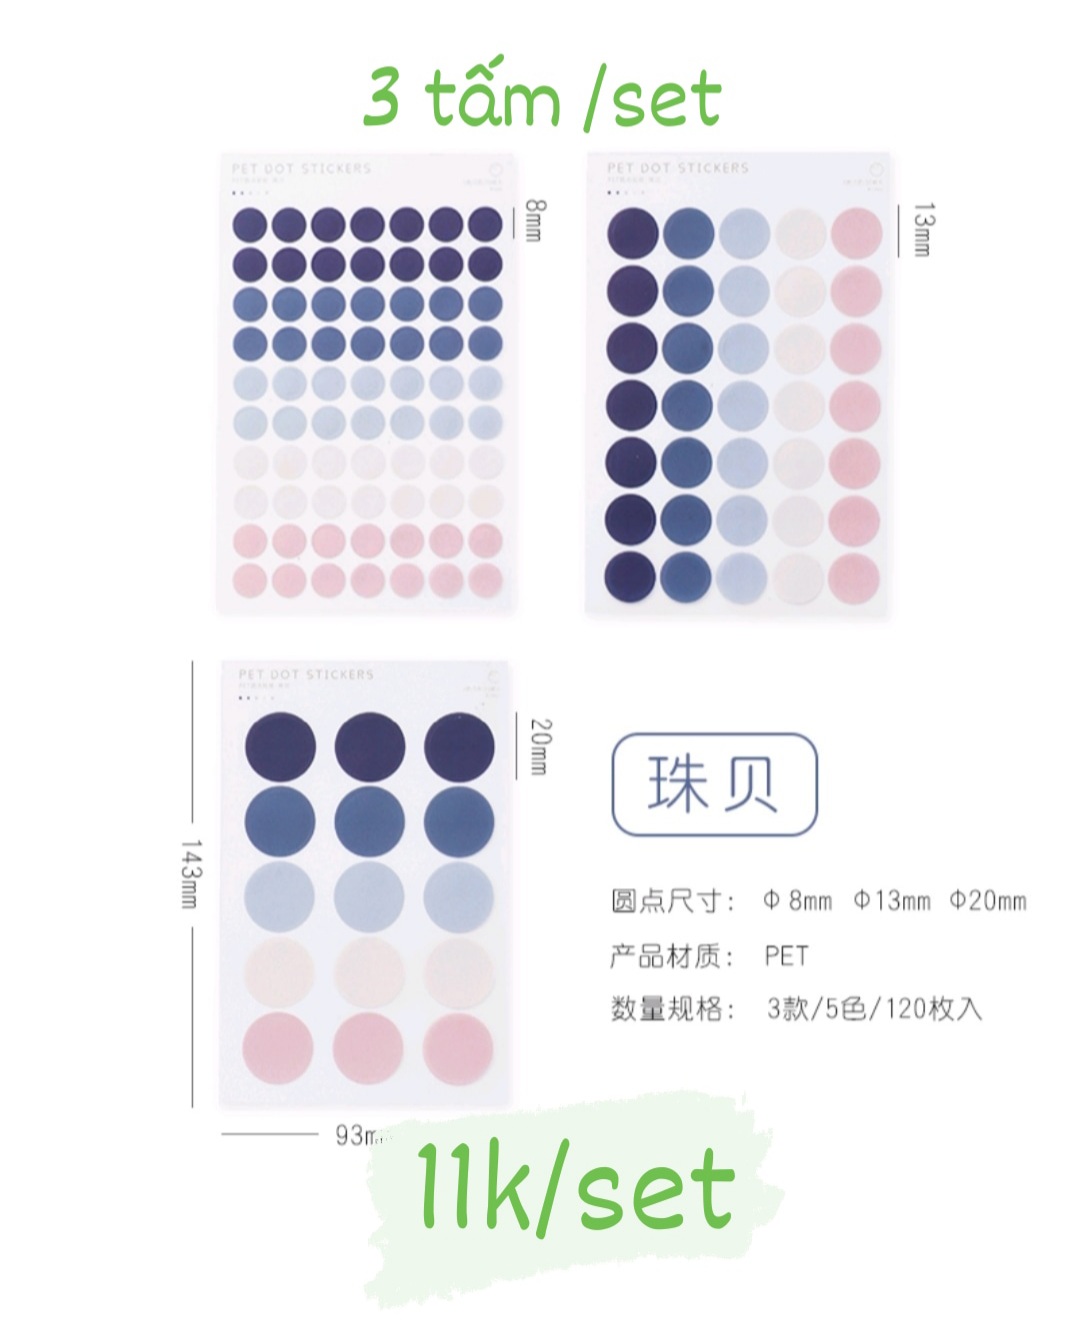 3 tấm /set
PET DOT STICKERS
8mm
PET DOT STICKERS
13mm
PET DOT STICKERS
20mm
143mm
珠贝
圆点尺寸： Φ8mm Φ13mm Φ20mm
产品材质： PET
数量规格： 3款/5色/120枚入
11k/set